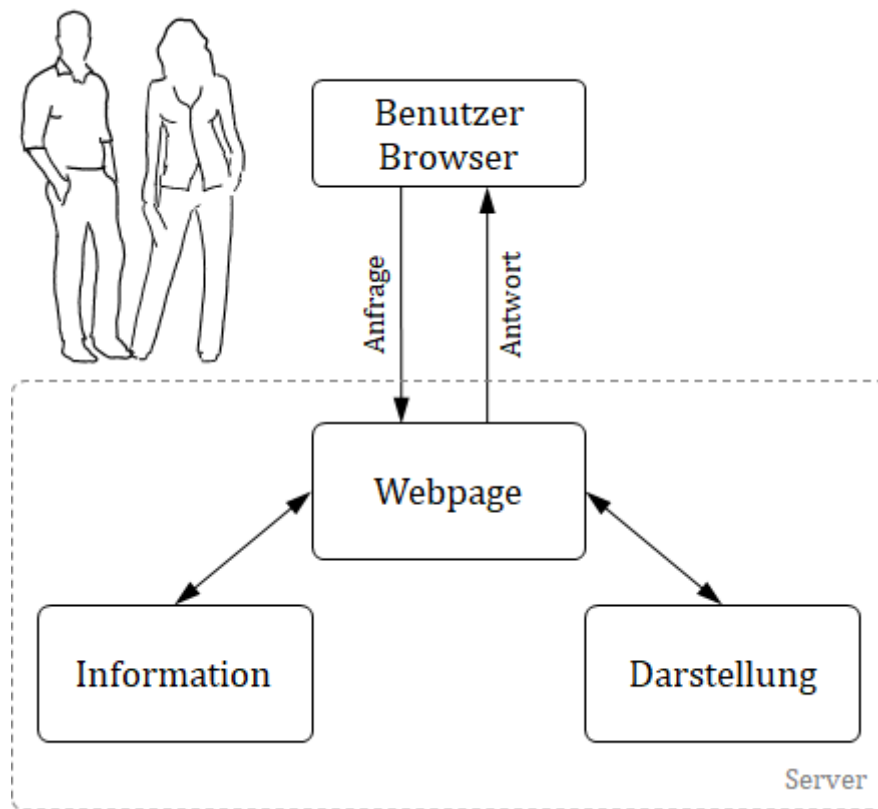 Benutzer
Browser
Anfrage
Antwort
Webpage
Information
Darstellung
Server